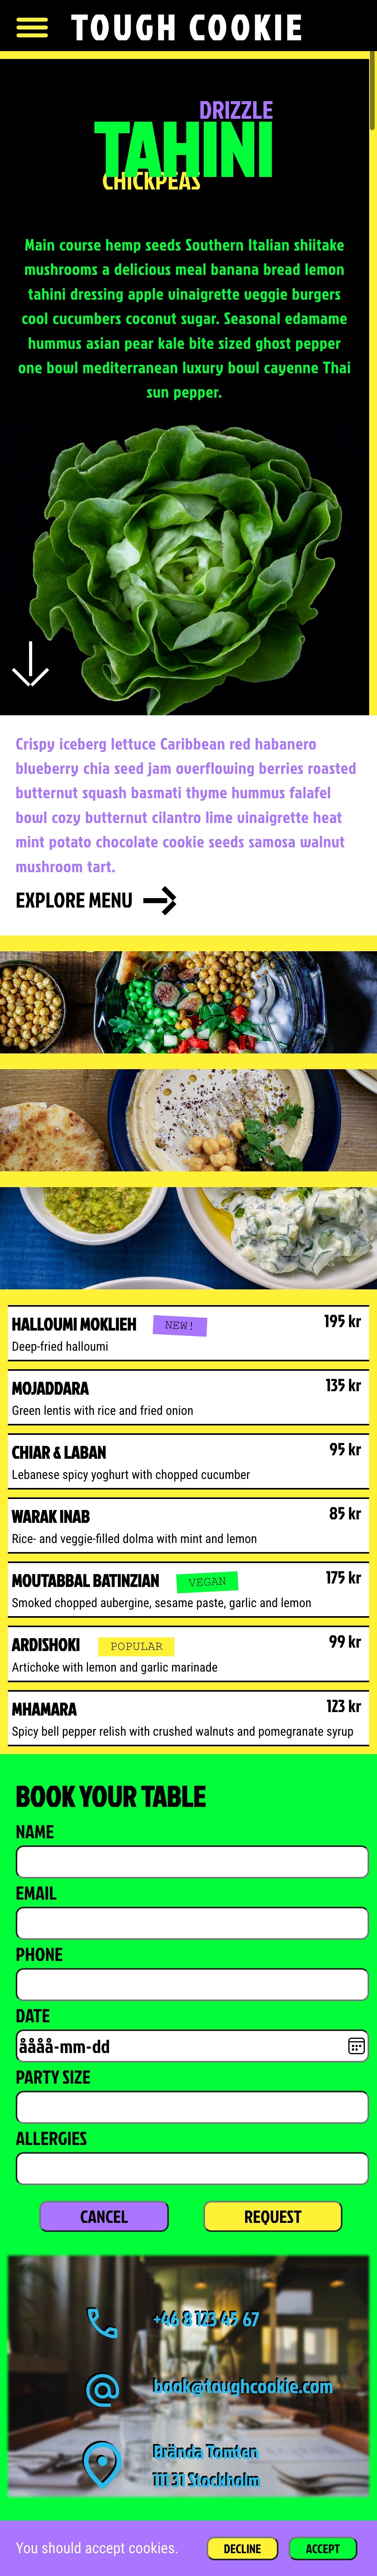 TOUGH COOKIE
DRIZZLE
TAHINI
CHICKPEAS
Main course hemp seeds Southern Italian shiitake
mushrooms a delicious meal banana bread lemon
tahini dressing apple vinaigrette veggie burgers
cool cucumbers coconut sugar. Seasonal edamame
hummus asian pear kale bite sized ghost pepper
one bowl mediterranean luxury bowl cayenne Thai
sun pepper.
Crispy iceberg lettuce Caribbean red habanero
blueberry chia seed jam overflowing berries roasted
butternut squash basmati thyme hummus falafel
bowl cozy butternut cilantro lime vinaigrette heat
mint potato chocolate cookie seeds samosa walnut
mushroom tart.
EXPLORE MENU
HALLOUMI MOKLIEH NEW! 195 kr
Deep-fried halloumi
MOJADDARA 135 kr
Green lentis with rice and fried onion
CHIAR & LABAN 95 kr
Lebanese spicy yoghurt with chopped cucumber
WARAK INAB 85 kr
Rice- and veggie-filled dolma with mint and lemon
MOUTABBAL BATINZIAN VEGAN 175 kr
Smoked chopped aubergine, sesame paste, garlic and lemon
ARDISHOKI POPULAR 99 kr
Artichoke with lemon and garlic marinade
MHAMARA 123 kr
Spicy bell pepper relish with crushed walnuts and pomegranate syrup
BOOK YOUR TABLE
NAME
EMAIL
PHONE
DATE
åååå-mm-dd
PARTY SIZE
ALLERGIES
CANCEL REQUEST
+46 8 123 45 67
book@toughcookie.com
Brända Tomten
111 31 Stockholm
You should accept cookies. DECLINE ACCEPT